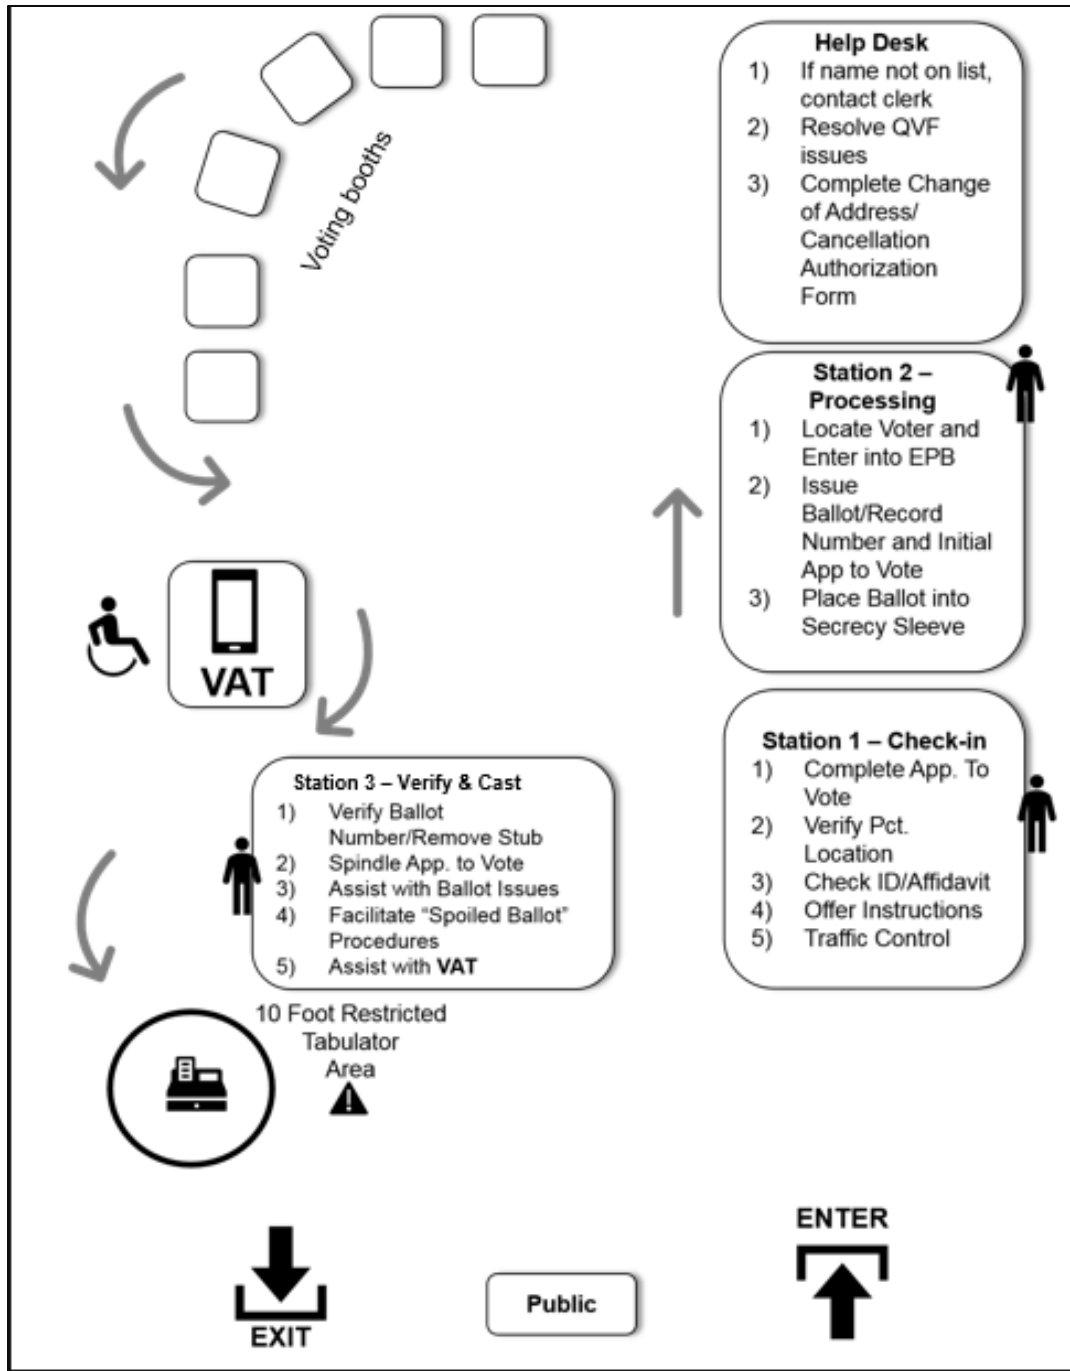 Help Desk
1) If name not on list,
contact clerk
2) Resolve QVF
issues
3) Complete Change
of Address/
Cancellation
Authorization
Form
Voting booths
Station 2 –
Processing
1) Locate Voter and
Enter into EPB
2) Issue
Ballot/Record
Number and Initial
App to Vote
3) Place Ballot into
Secrecy Sleeve
VAT
Station 1 – Check-in
1) Complete App. To
Vote
2) Verify Pct.
Location
3) Check ID/Affidavit
4) Offer Instructions
5) Traffic Control
Station 3 – Verify & Cast
1) Verify Ballot
Number/Remove Stub
2) Spindle App. to Vote
3) Assist with Ballot Issues
4) Facilitate “Spoiled Ballot”
Procedures
5) Assist with VAT
10 Foot Restricted
Tabulator
Area
ENTER
Public
EXIT